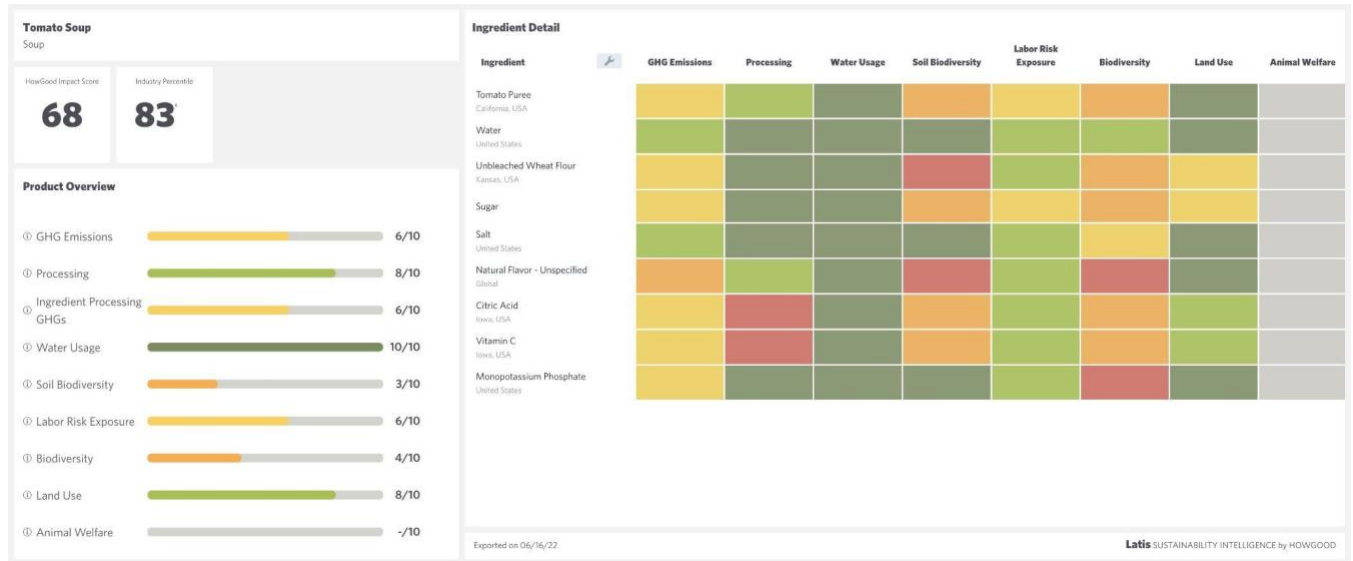 Tomato Soup
Soup
HowGood Impact Score
68
Industry Percentile
83
Product Overview
GHG Emissions 6/10
Processing 8/10
Ingredient Processing
GHGs 6/10
Water Usage 10/10
Soil Biodiversity 3/10
Labor Risk Exposure 6/10
Biodiversity 4/10
Land Use 8/10
Animal Welfare -/10
Ingredient Detail
Ingredient GHG Emissions Processing Water Usage Soil Biodiversity Labor Risk Exposure Biodiversity Land Use Animal Welfare
Tomato Puree
California, USA
Water
United States
Unbleached Wheat Flour
Kansas, USA
Sugar
Salt
United States
Natural Flavor - Unspecified
Global
Citric Acid
Iowa, USA
Vitamin C
Iowa, USA
Monopotassium Phosphate
United States
Exported on 06/16/22
Latis SUSTAINABILITY INTELLIGENCE by HOWGOOD